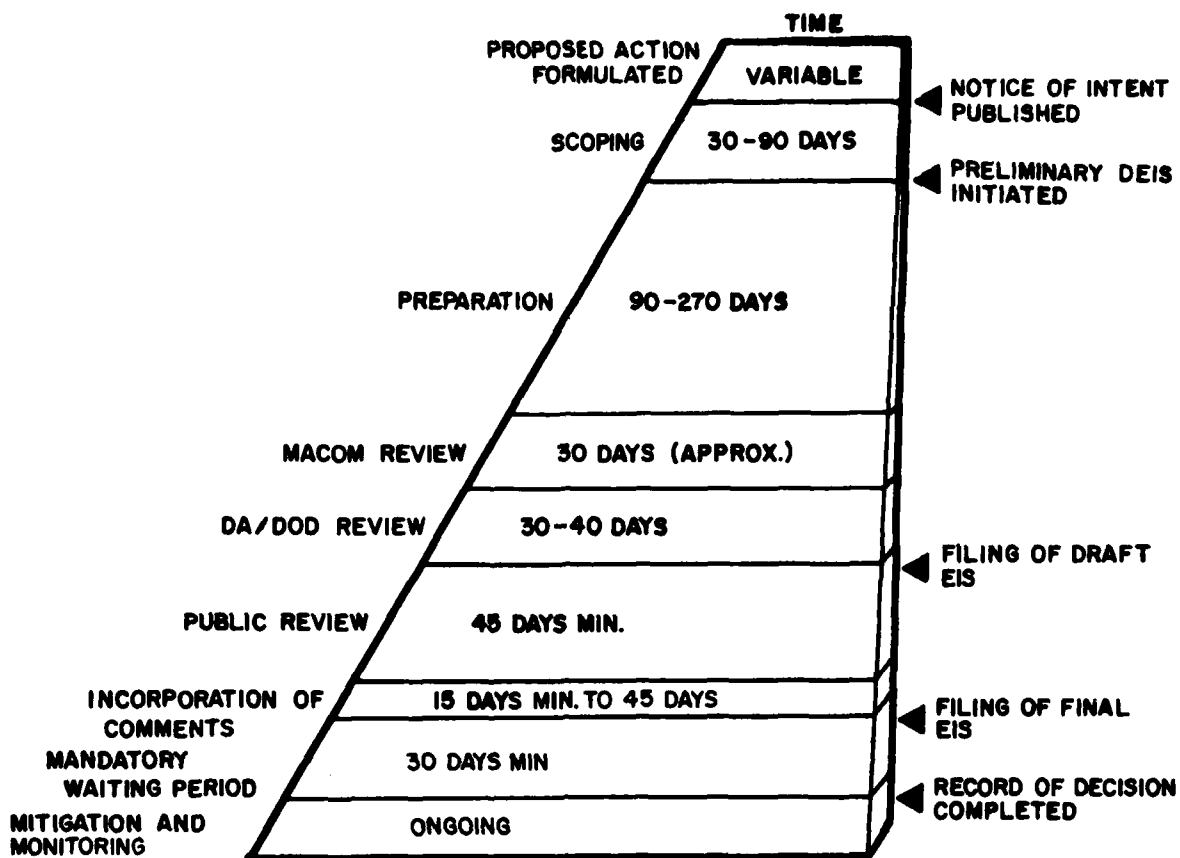 TIME
PROPOSED ACTION
FORMULATED
VARIABLE
NOTICE OF INTENT
PUBLISHED
SCOPING
30-90 DAYS
PRELIMINARY DEIS
INITIATED
PREPARATION
90-270 DAYS
MACOM REVIEW
30 DAYS (APPROX.)
DA/DOD REVIEW
30-40 DAYS
FILING OF DRAFT
EIS
PUBLIC REVIEW
45 DAYS MIN.
INCORPORATION OF
COMMENTS
15 DAYS MIN. TO 45 DAYS
FILING OF FINAL
EIS
MANDATORY
WAITING PERIOD
30 DAYS MIN
RECORD OF DECISION
COMPLETED
MITIGATION AND
MONITORING
ONGOING